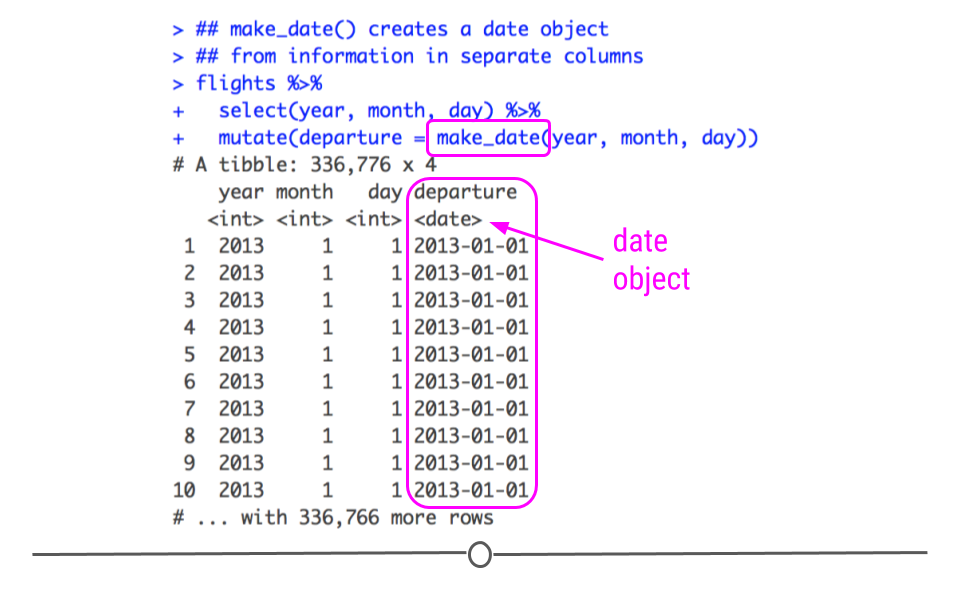 > ## make_date() creates a date object
> ## from information in separate columns
> flights %>%
+   select(year, month, day) %>%
+   mutate(departure = make_date(year, month, day))
# A tibble: 336,776 x 4
    year month   day departure
   <int> <int> <int> <date>
 1  2013     1     1 2013-01-01
 2  2013     1     1 2013-01-01
 3  2013     1     1 2013-01-01
 4  2013     1     1 2013-01-01
 5  2013     1     1 2013-01-01
 6  2013     1     1 2013-01-01
 7  2013     1     1 2013-01-01
 8  2013     1     1 2013-01-01
 9  2013     1     1 2013-01-01
10  2013     1     1 2013-01-01
# ... with 336,766 more rows
date
object